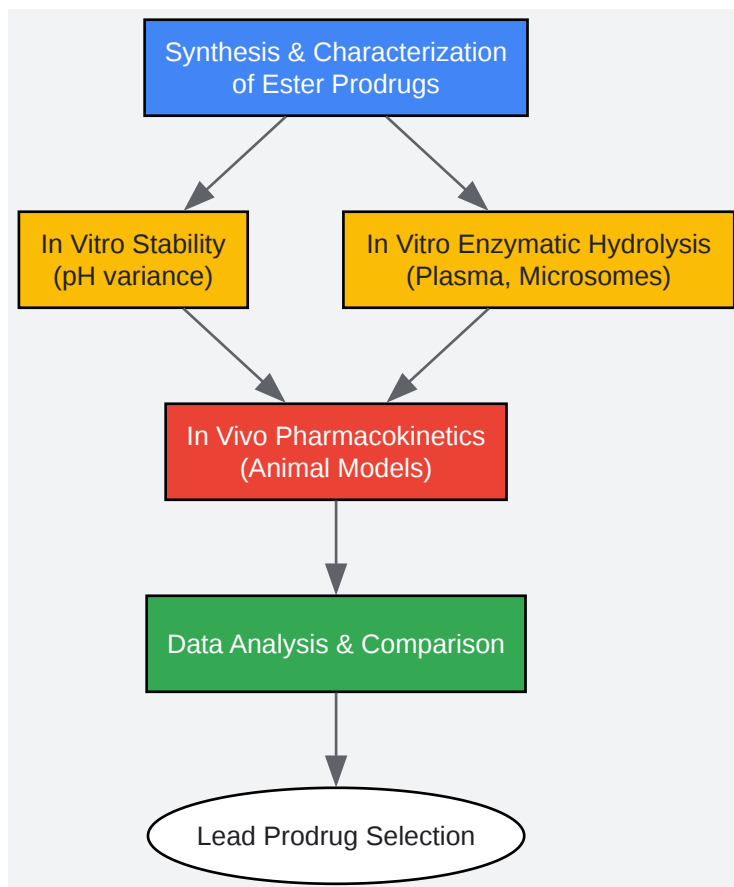 Synthesis & Characterization
of Ester Prodrugs
In Vitro Stability
(pH variance)
In Vitro Enzymatic Hydrolysis
(Plasma, Microsomes)
In Vivo Pharmacokinetics
(Animal Models)
Data Analysis & Comparison
Lead Prodrug Selection